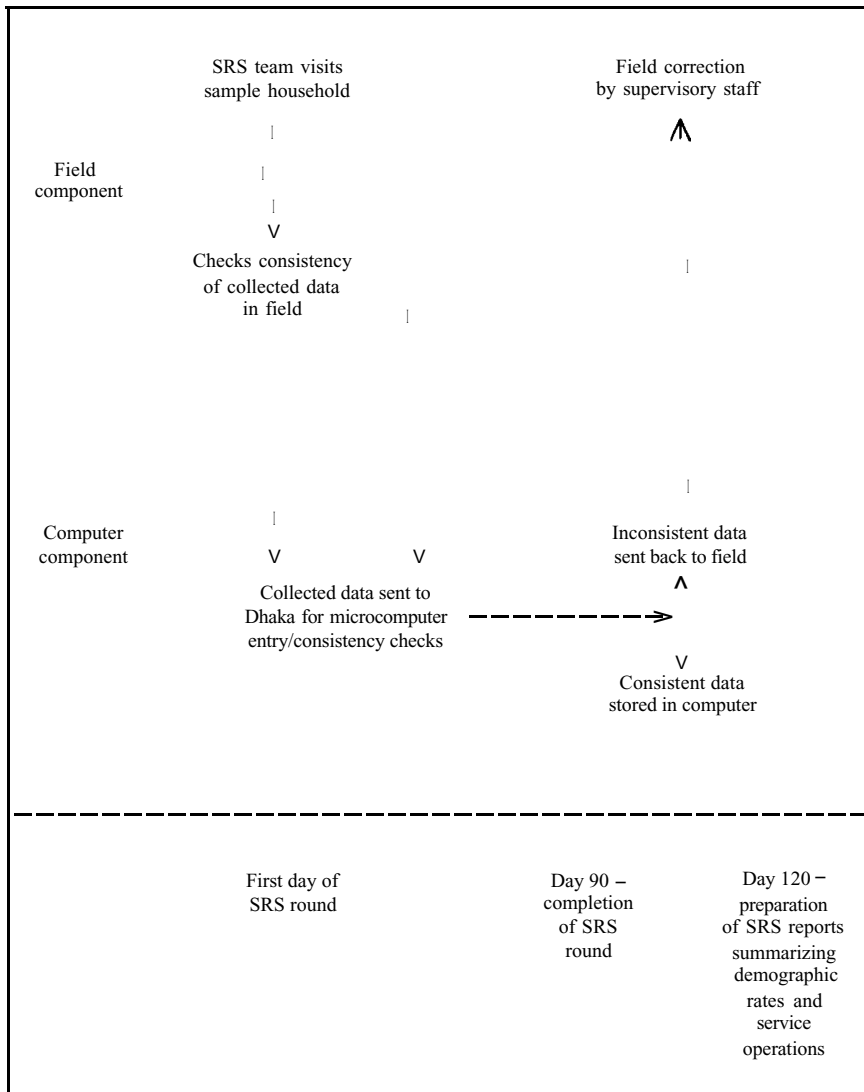 SRS team visits
sample household
Field correction
by supervisory staff
Field
component
Checks consistency
of collected data
in field
Computer
component
Inconsistent data
sent back to field
Collected data sent to
Dhaka for microcomputer
entry/consistency checks
Consistent data
stored in computer
First day of
SRS round
Day 90 –
completion
of SRS
round
Day 120 –
preparation
of SRS reports
summarizing
demographic
rates and
service
operations